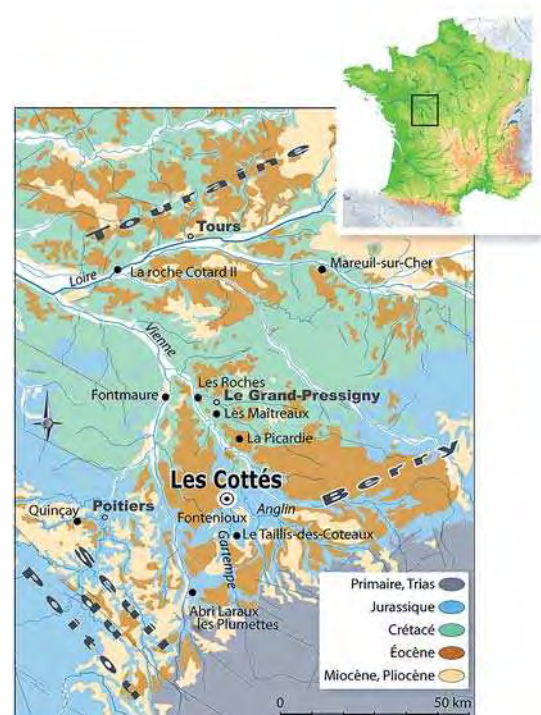 Touraine
Tours
Loire
La roche Cotard II
Mareuil-sur-Cher
Vienne
Les Roches
Fontmaure
Le Grand-Pressigny
Les Maîtreaux
La Picardie
Les Cottés
Berry
Anglin
Poitiers
Quinçay
Fontenioux
Le Taillis-des-Coteaux
Gartempe
Seuil
du
Poitou
Abri Laraux
les Plumettes
Primaire, Trias
Jurassique
Crétacé
Éocène
Miocène, Pliocène
0 50 km